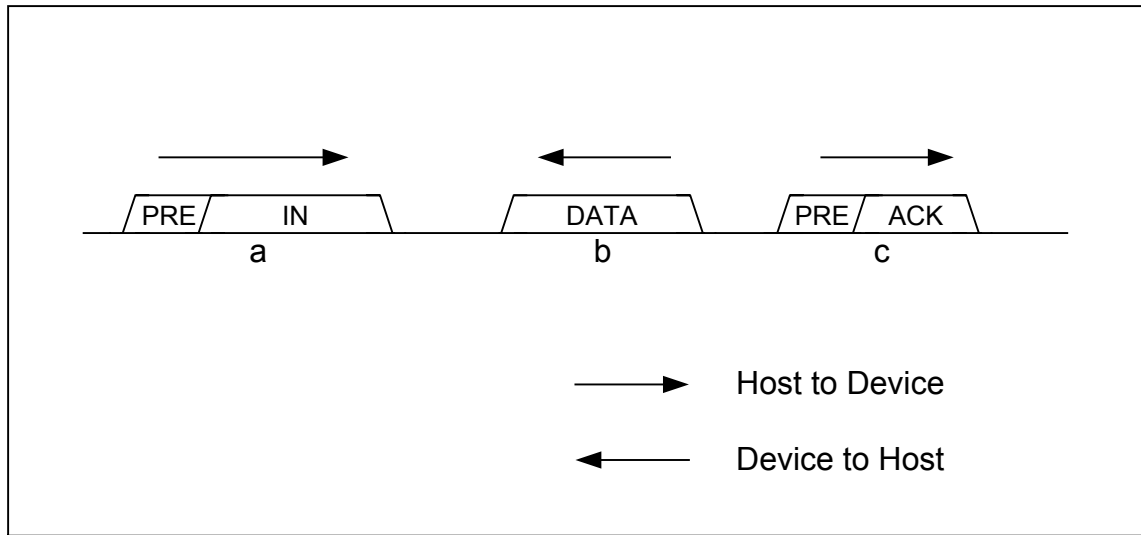 PRE IN DATA PRE ACK
a b c
Host to Device
Device to Host